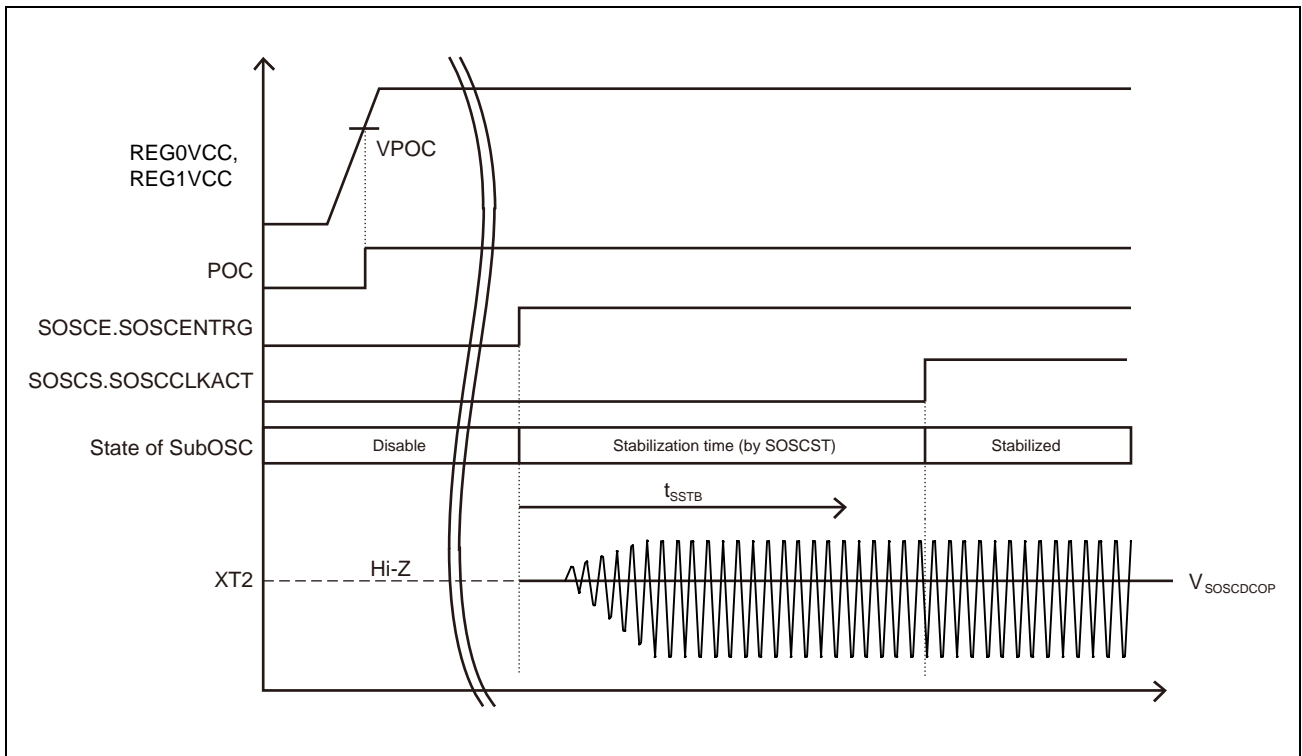 REG0VCC,
REG1VCC
VPOC
POC
SOSCE.SOSCENTRG
SOSCS.SOSCCLKACT
State of SubOSC
Disable
Stabilization time (by SOSCST)
Stabilized
tSSTB
XT2
Hi-Z
VSOSCDCOP